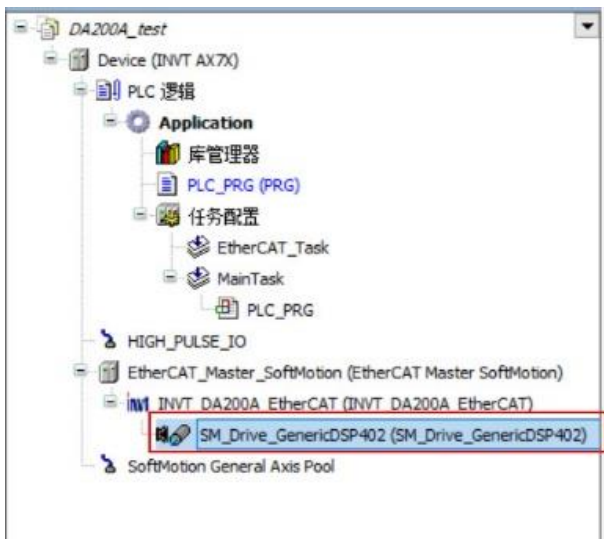 DA200A_test
Device (INVT AX7X)
PLC 逻辑
Application
库管理器
PLC_PRG (PRG)
任务配置
EtherCAT_Task
MainTask
PLC_PRG
HIGH_PULSE_IO
EtherCAT_Master_SoftMotion (EtherCAT Master SoftMotion)
invt INVT_DA200A_EtherCAT (INVT_DA200A_EtherCAT)
SM_Drive_GenericDSP402 (SM_Drive_GenericDSP402)
SoftMotion General Axis Pool